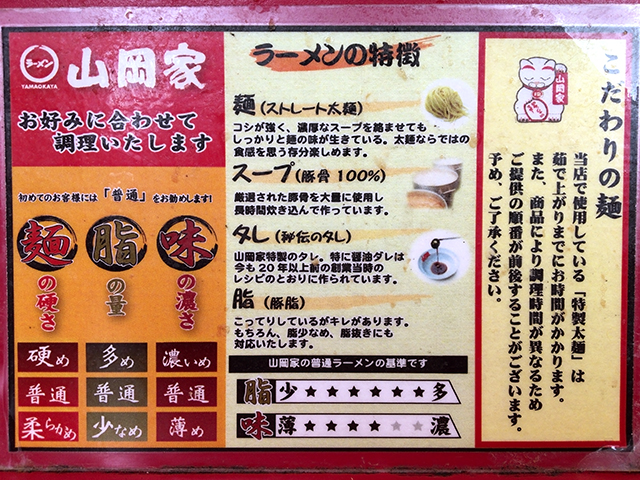 ラーメン
YAMAOKAYA
山岡家
お好みに合わせて
調理いたします
初めてのお客様には「普通」をお勧めします!
麺の硬さ
脂の量
味の濃さ
硬め 多め 濃いめ
普通 普通 普通
柔らかめ 少なめ 薄め
ラーメンの特徴
麺(ストレート太麺)
コシが強く、濃厚なスープを絡ませても
しっかりと麺の味が生きている。太麺ならではの
食感を思う存分楽しめます。
スープ(豚骨 100%)
厳選された豚骨を大量に使用し
長時間炊き込んで作っています。
タレ(秘伝のタレ)
山岡家特製のタレ。特に醤油ダレは
今も20年以上前の創業当時の
レシピのとおりに作られています。
脂(豚脂)
こってりしているがキレがあります。
もちろん、脂少なめ、脂抜きにも
対応いたします。
山岡家の普通ラーメンの基準です
脂 少 ★★★★★★ 多
味 薄 ★★★★★★ 濃
こだわりの麺
山岡家
当店で使用している「特製太麺」は
茹で上がりまでにお時間がかかります。
また、商品により調理時間が異なるため
ご提供の順番が前後することがございます。
予め、ご了承ください。